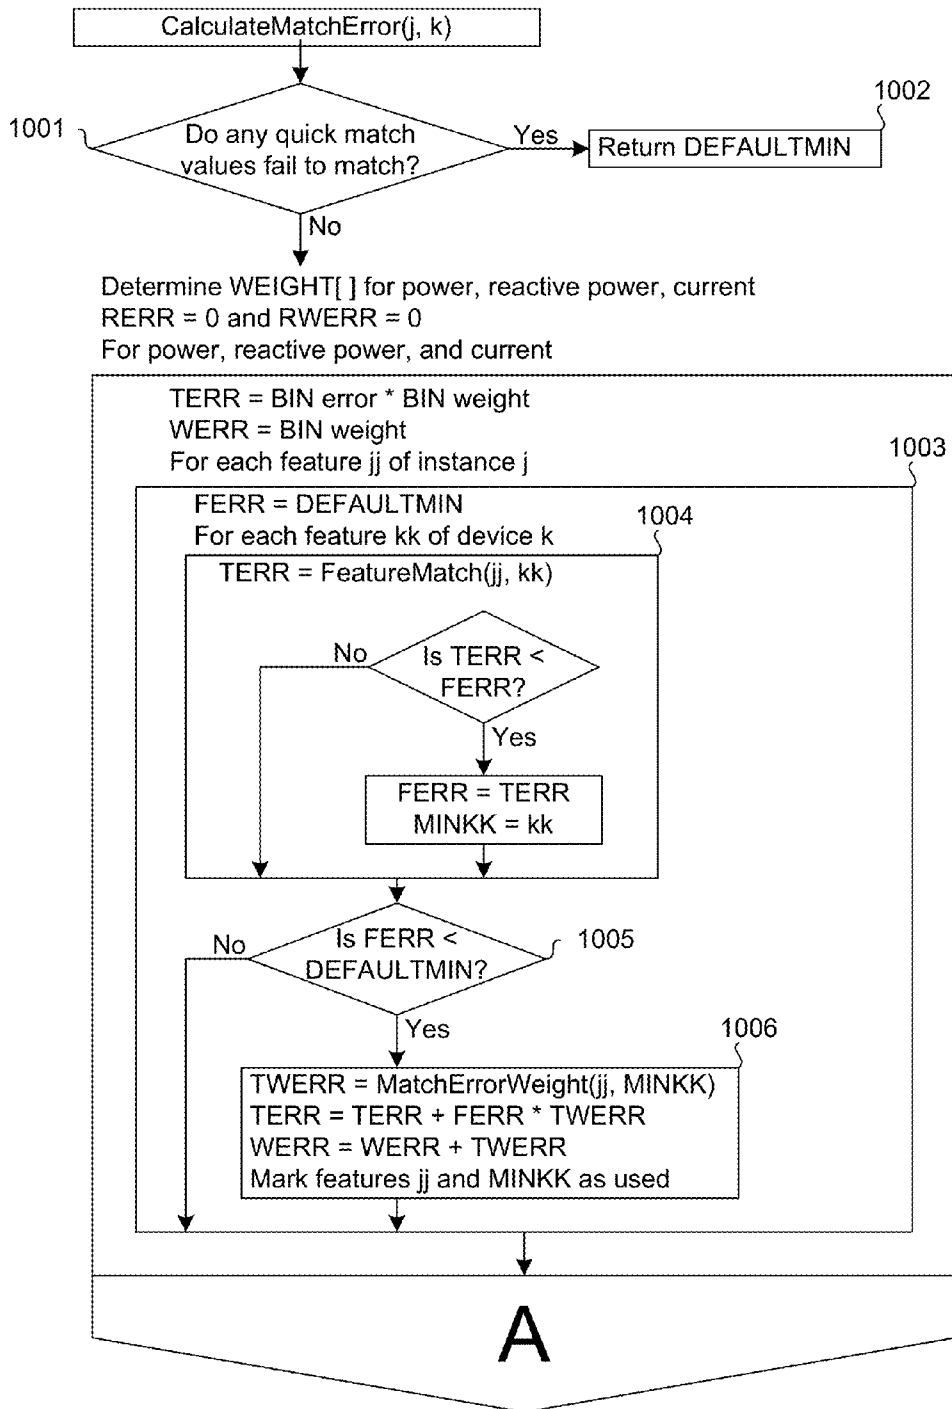 CalculateMatchError(j, k)
1001
Do any quick match
values fail to match?
Yes
1002
Return DEFAULTMIN
No
Determine WEIGHT[ ] for power, reactive power, current
RERR = 0 and RWERR = 0
For power, reactive power, and current
TERR = BIN error * BIN weight
WERR = BIN weight
For each feature jj of instance j
1003
FERR = DEFAULTMIN
For each feature kk of device k
1004
TERR = FeatureMatch(jj, kk)
No
Is TERR <
FERR?
Yes
FERR = TERR
MINKK = kk
No
Is FERR <
DEFAULTMIN?
1005
Yes
1006
TWERR = MatchErrorWeight(jj, MINKK)
TERR = TERR + FERR * TWERR
WERR = WERR + TWERR
Mark features jj and MINKK as used
A